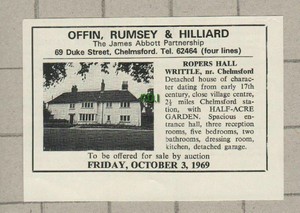 OFFIN, RUMSEY & HILLIARD
The James Abbott Partnership
69 Duke Street, Chelmsford. Tel. 62464 (four lines)
ROPERS HALL
WRITTLE, nr. Chelmsford
Detached house of charac-
ter dating from early 17th
century, close village centre,
2½ miles Chelmsford sta-
tion, with HALF-ACRE
GARDEN. Spacious en-
trance hall, three reception
rooms, five bedrooms, two
bathrooms, dressing room,
kitchen, detached garage.
To be offered for sale by auction
FRIDAY, OCTOBER 3, 1969